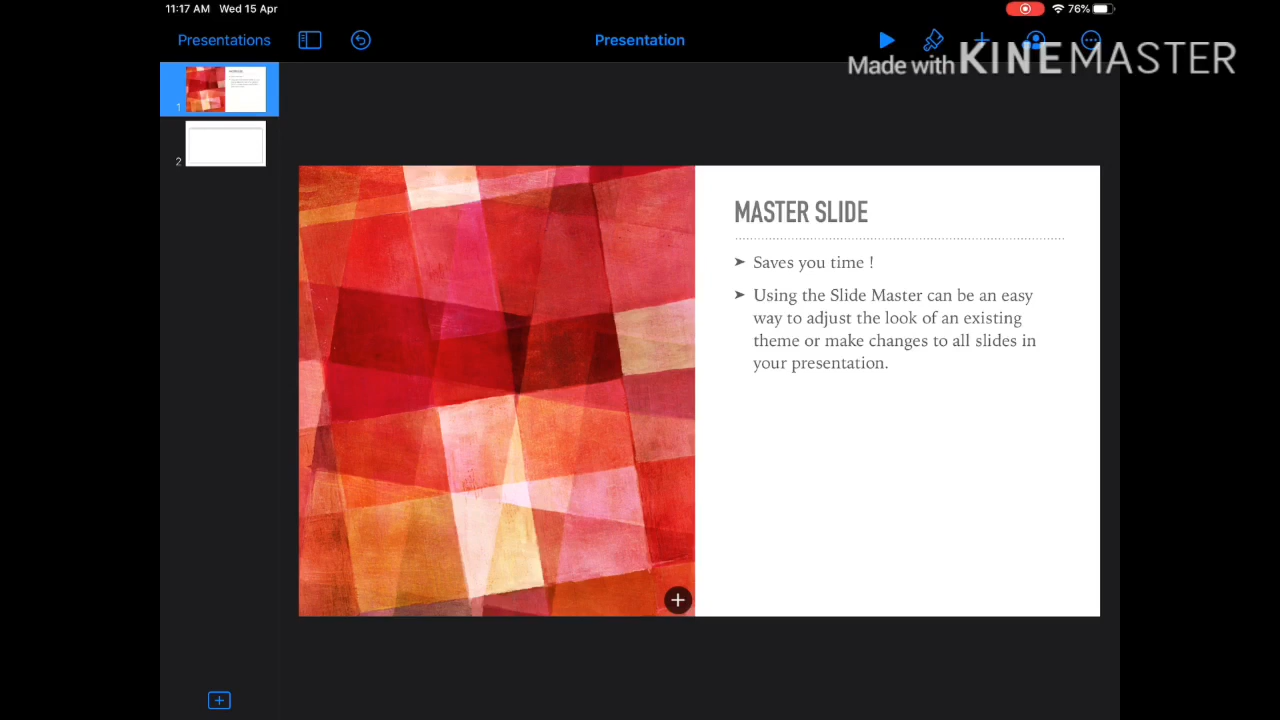 11:17 AM Wed 15 Apr
76%
Presentations
Presentation
Made with KINEMASTER
1
2
MASTER SLIDE
➤ Saves you time !
➤ Using the Slide Master can be an easy
way to adjust the look of an existing
theme or make changes to all slides in
your presentation.